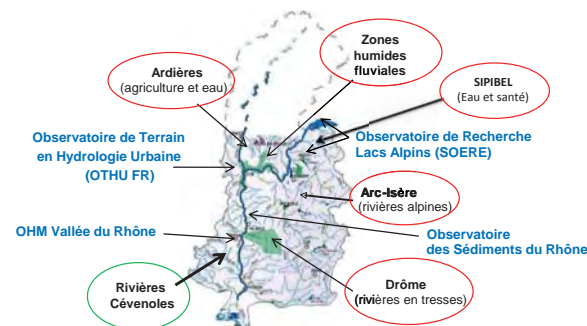 Zones
humides
fluviales
Ardières
(agriculture et eau)
SIPIBEL
(Eau et santé)
Observatoire de Terrain
en Hydrologie Urbaine
(OTHU FR)
Observatoire de Recherche
Lacs Alpins (SOERE)
Arc-Isère
(rivières alpines)
OHM Vallée du Rhône
Observatoire
des Sédiments du Rhône
Rivières
Cévenoles
Drôme
(rivières en tresses)